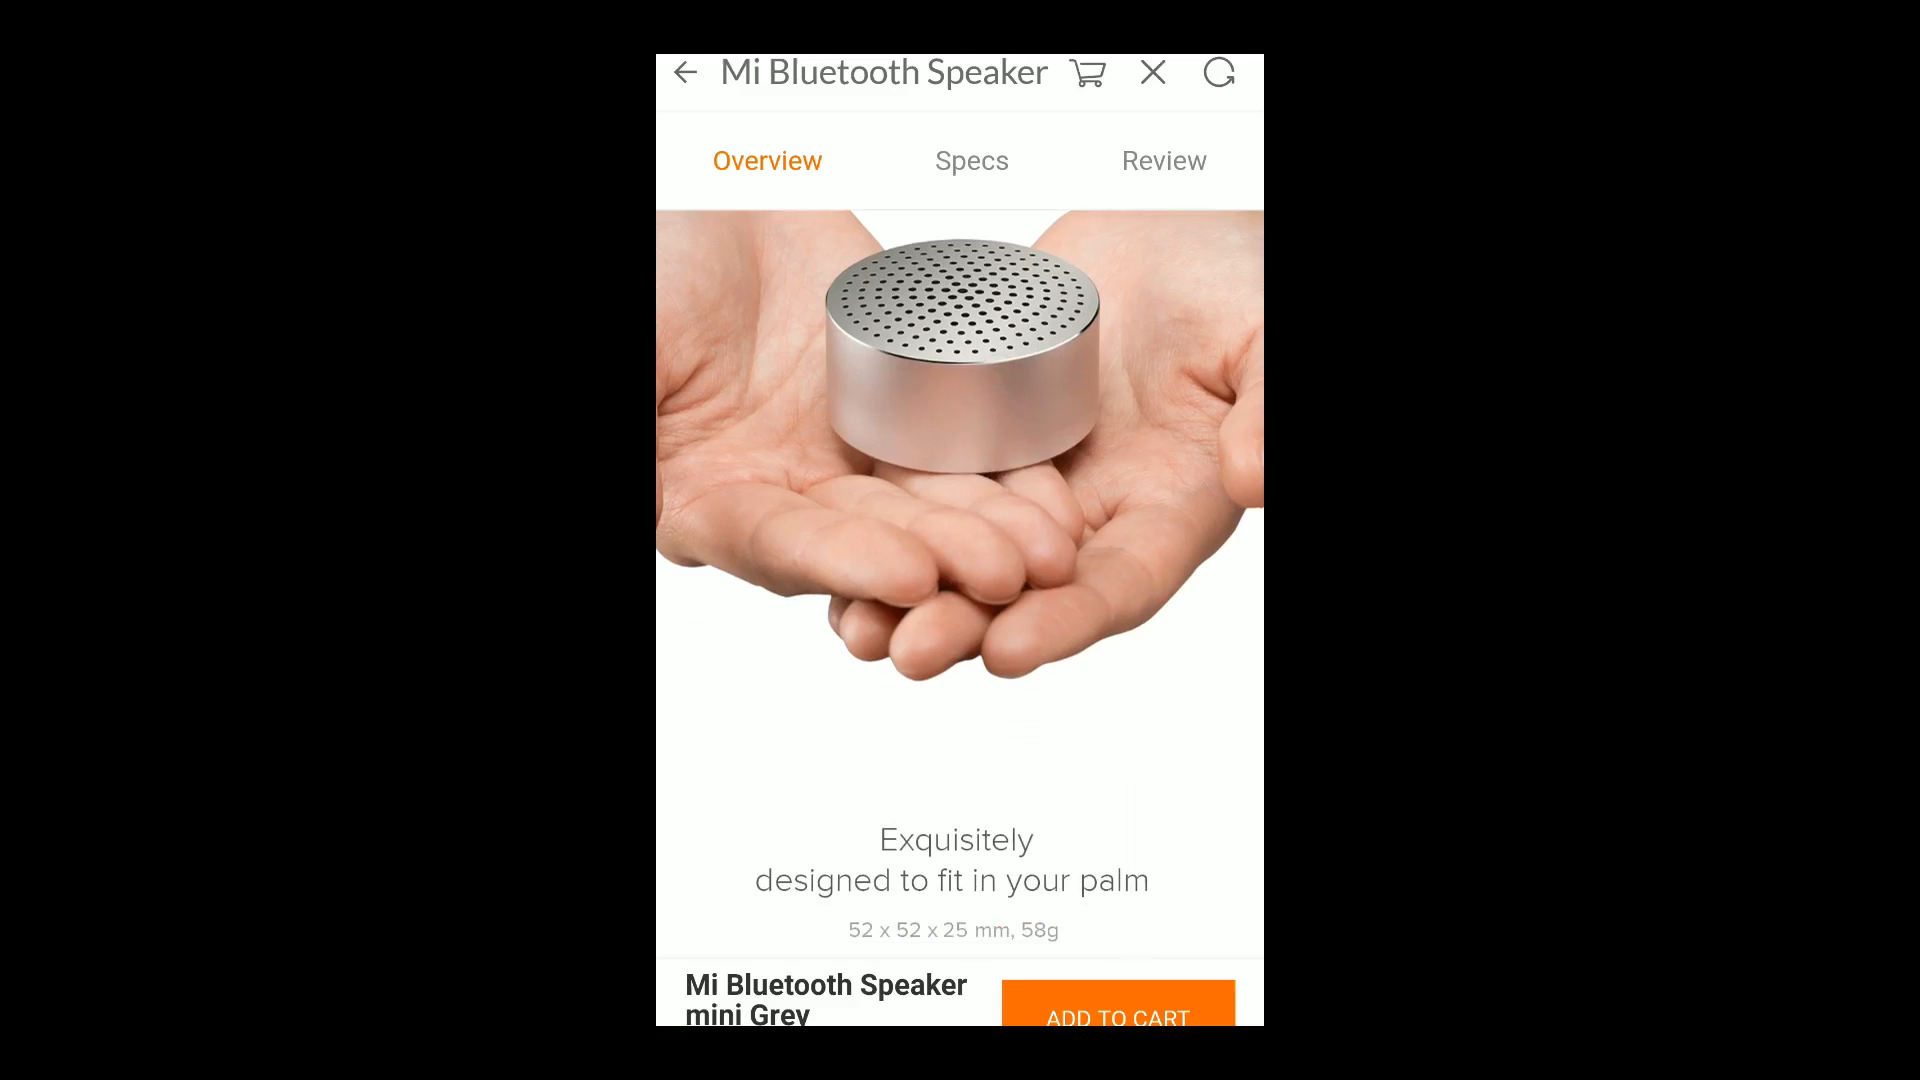 Mi Bluetooth Speaker
Overview Specs Review
Exquisitely
designed to fit in your palm
52 x 52 x 25 mm, 58g
Mi Bluetooth Speaker
mini Grey
ADD TO CART